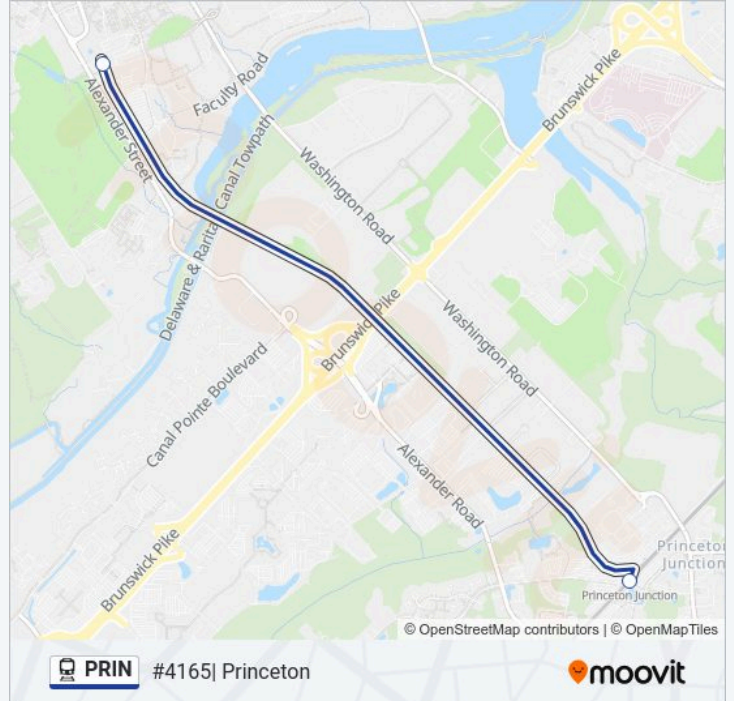 Faculty Road
Brunswick Pike
Alexander Street
Washington Road
Delaware & Raritan Canal Towpath
Brunswick Pike
Washington Road
Canal Pointe Boulevard
Alexander Road
Brunswick Pike
Princeton
Junction
Princeton Junction
© OpenStreetMap contributors | © OpenMapTiles
PRIN #4165| Princeton
moovit